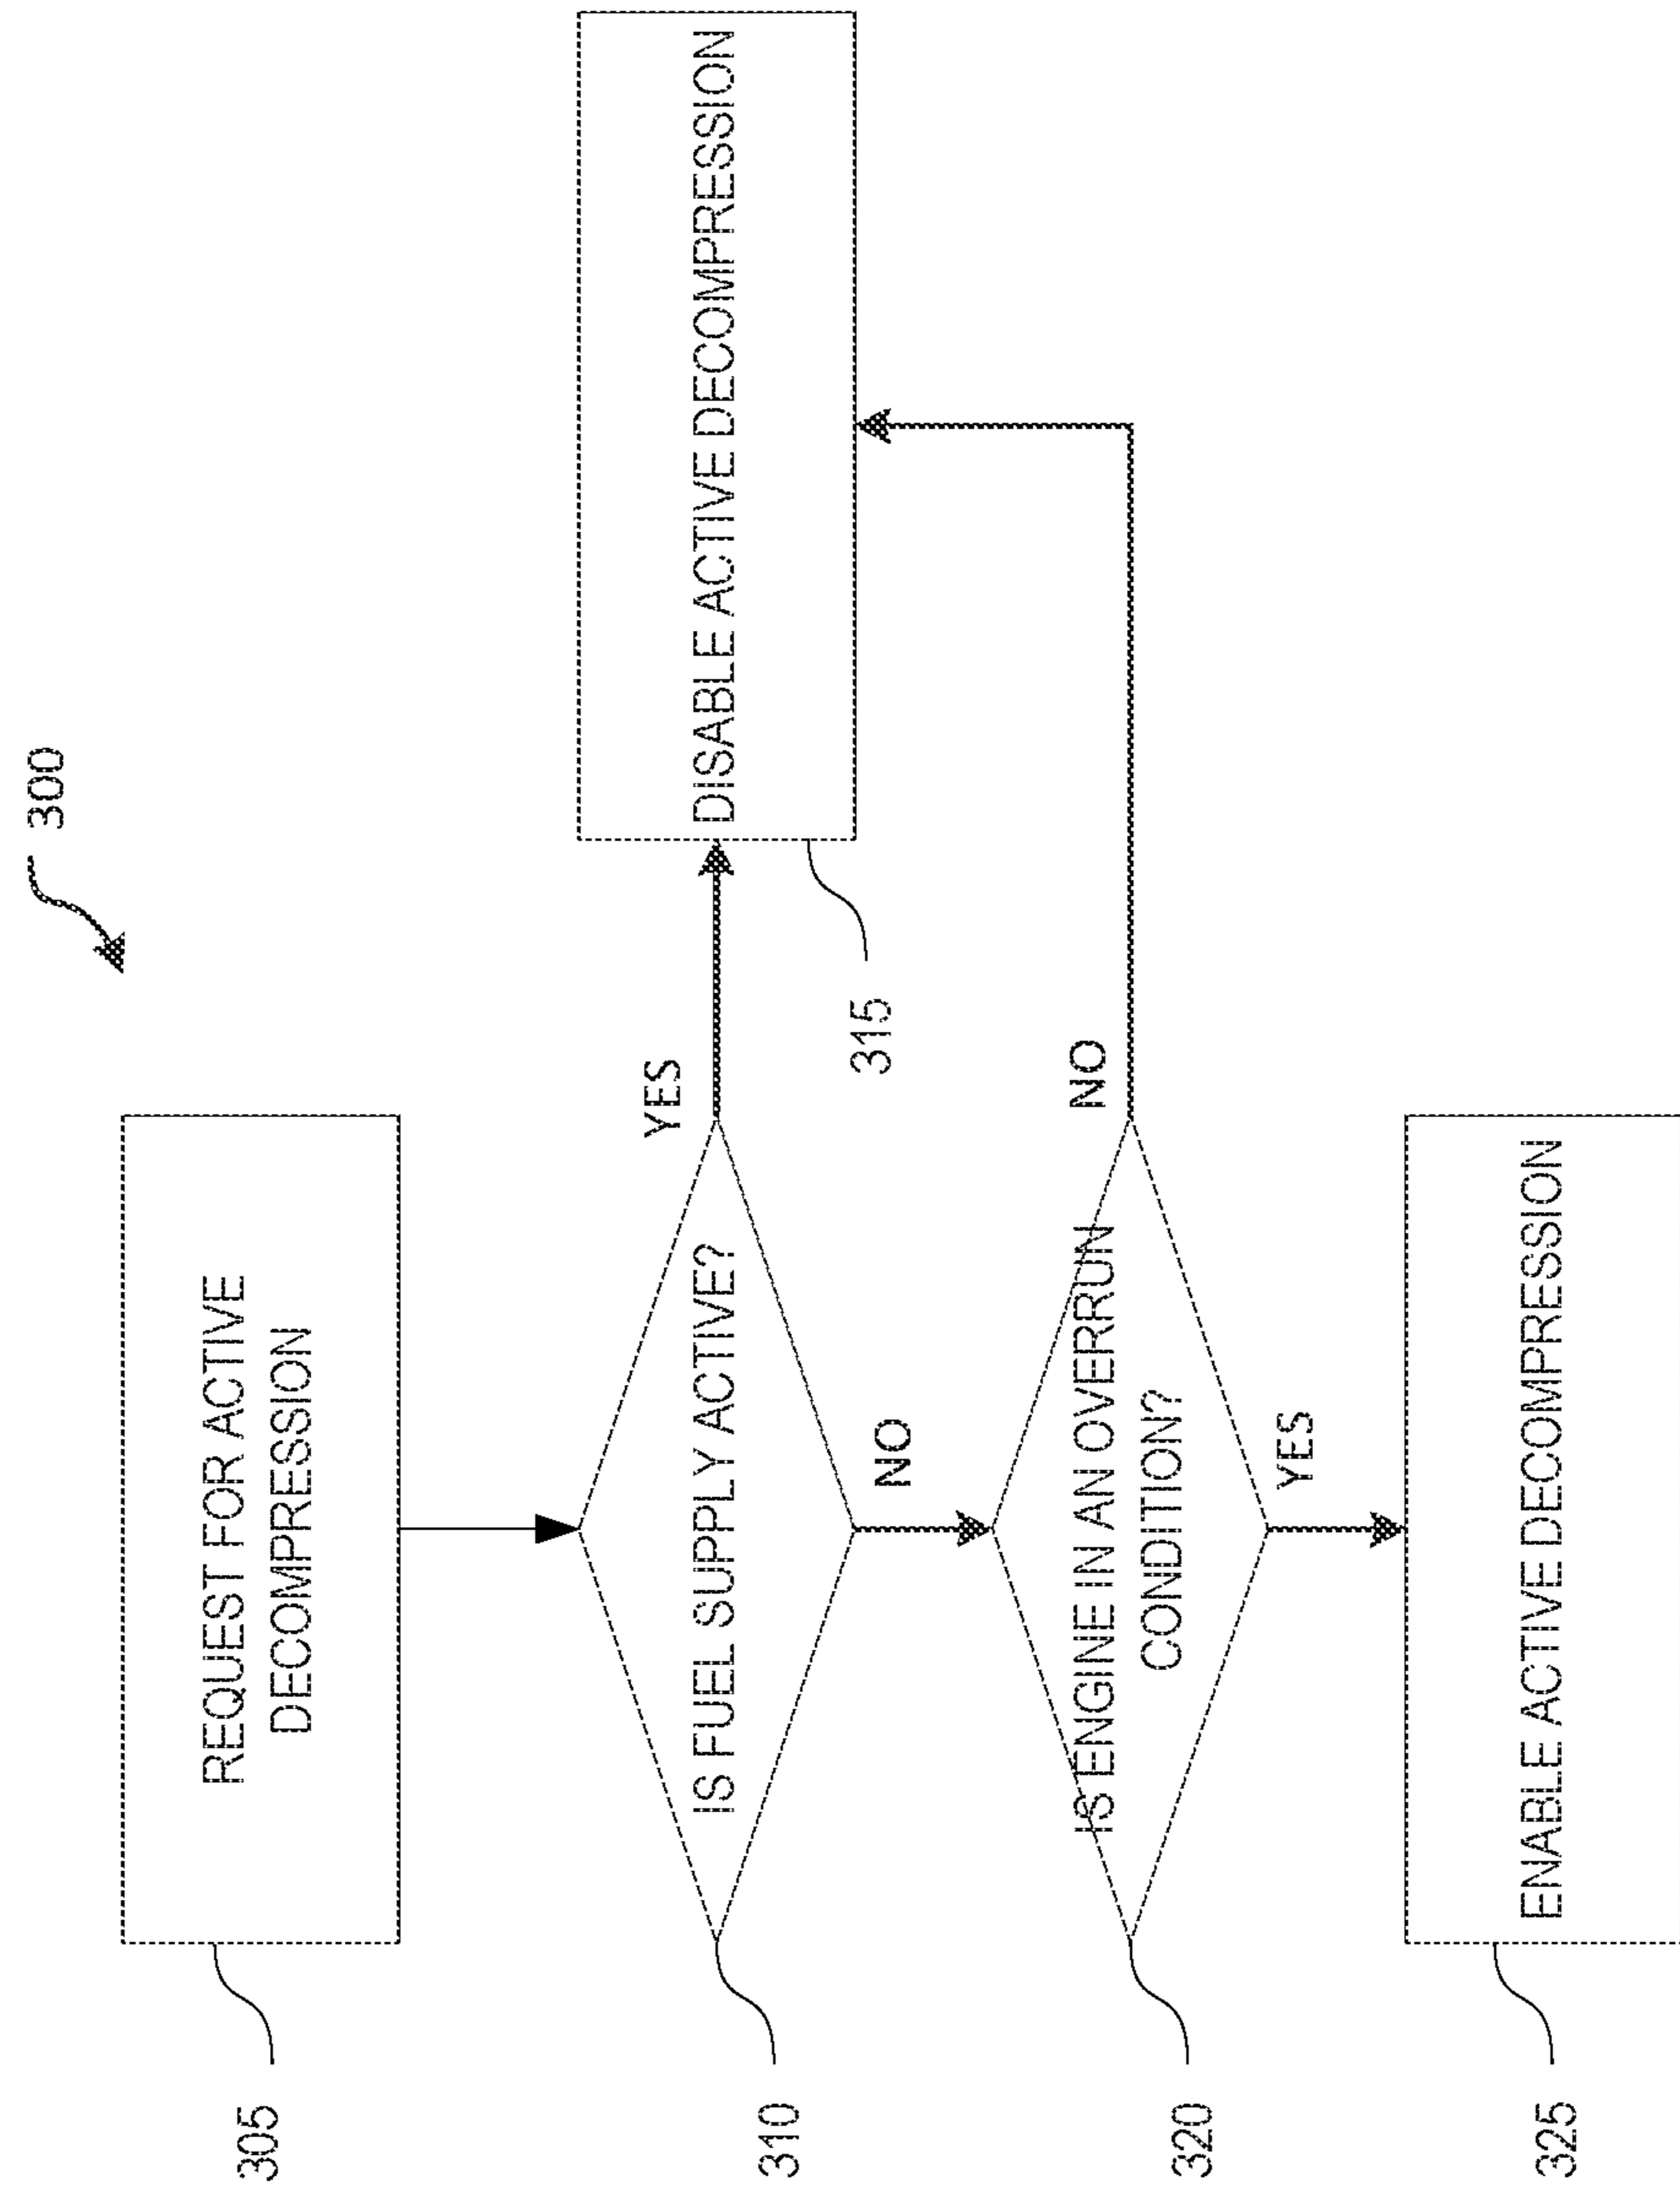 300
305
REQUEST FOR ACTIVE
DECOMPRESSION
310
IS FUEL SUPPLY ACTIVE?
YES
DISABLE ACTIVE DECOMPRESSION
315
NO
320
IS ENGINE IN AN OVERRUN
CONDITION?
NO
YES
325
ENABLE ACTIVE DECOMPRESSION